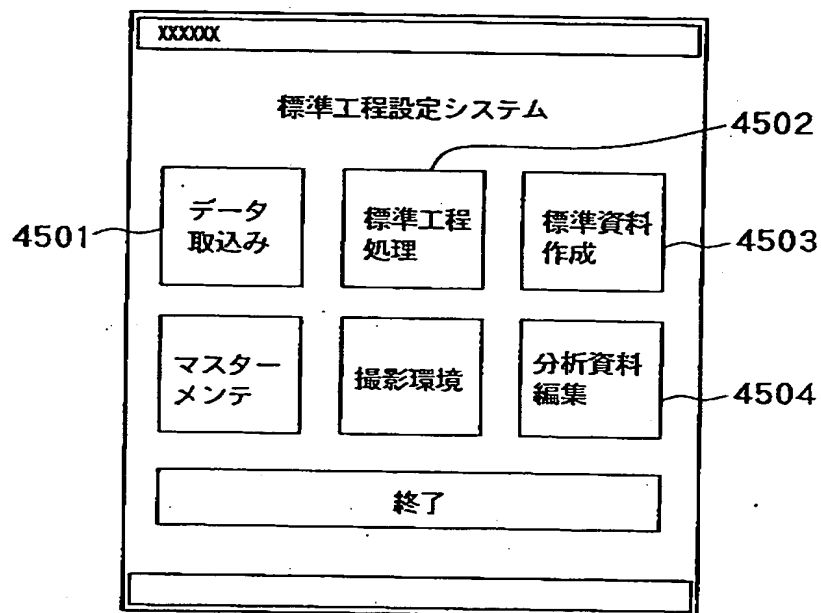 XXXXXX
標準工程設定システム
4502
データ
取込み
標準工程
処理
標準資料
作成
4501
4503
マスター
メンテ
撮影環境
分析資料
編集
4504
終了